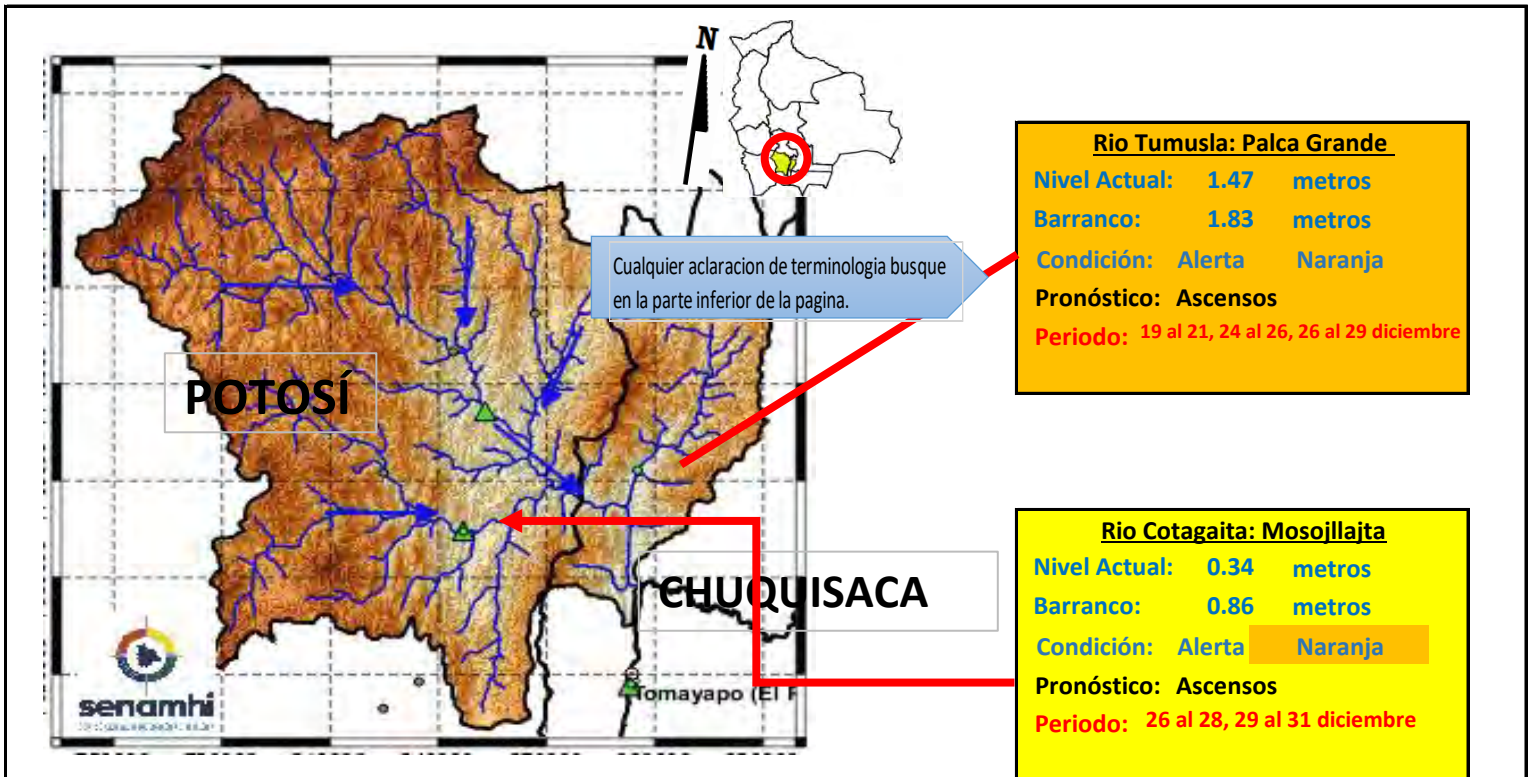 N
Cualquier aclaracion de terminologia busque
en la parte inferior de la pagina.
POTOSÍ
CHUQUISACA
Tomayapo (El
senamhi
Rio Tumusla: Palca Grande
Nivel Actual: 1.47 metros
Barranco: 1.83 metros
Condición: Alerta Naranja
Pronóstico: Ascensos
Periodo: 19 al 21, 24 al 26, 26 al 29 diciembre
Rio Cotagaita: Mosojllajta
Nivel Actual: 0.34 metros
Barranco: 0.86 metros
Condición: Alerta Naranja
Pronóstico: Ascensos
Periodo: 26 al 28, 29 al 31 diciembre